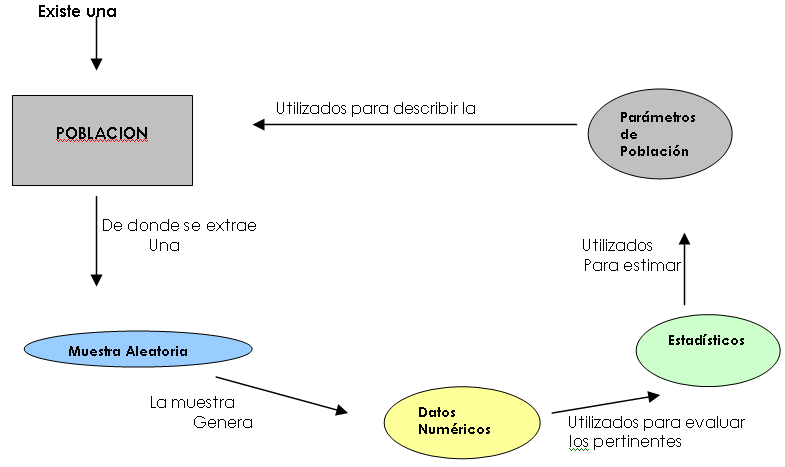 Existe una
POBLACION
De donde se extrae
Una
Muestra Aleatoria
La muestra
Genera
Datos
Numéricos
Utilizados para evaluar
los pertinentes
Estadísticos
Utilizados
Para estimar
Parámetros
de
Población
Utilizados para describir la